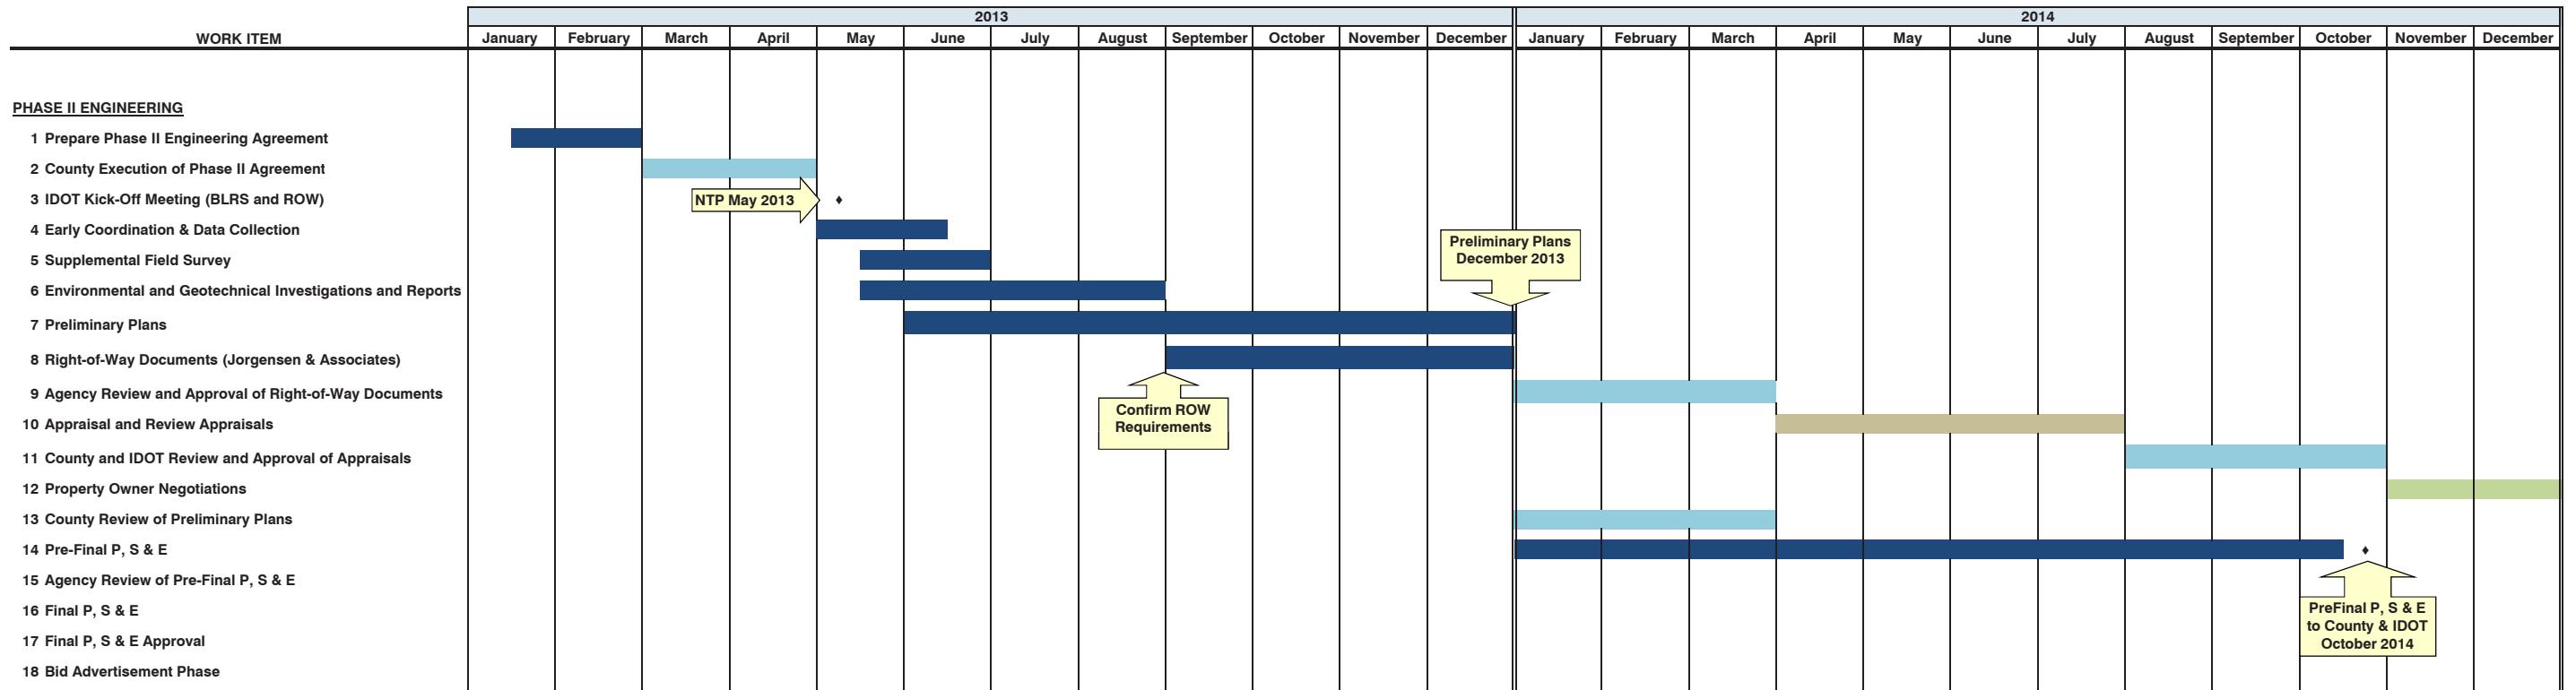 2013
2014
WORK ITEM
January February March April May June July August September October November December January February March April May June July August September October November December
PHASE II ENGINEERING
1 Prepare Phase II Engineering Agreement
2 County Execution of Phase II Agreement
3 IDOT Kick-Off Meeting (BLRS and ROW)
NTP May 2013
4 Early Coordination & Data Collection
Preliminary Plans
December 2013
5 Supplemental Field Survey
6 Environmental and Geotechnical Investigations and Reports
7 Preliminary Plans
8 Right-of-Way Documents (Jorgensen & Associates)
9 Agency Review and Approval of Right-of-Way Documents
Confirm ROW
Requirements
10 Appraisal and Review Appraisals
11 County and IDOT Review and Approval of Appraisals
12 Property Owner Negotiations
13 County Review of Preliminary Plans
14 Pre-Final P, S & E
15 Agency Review of Pre-Final P, S & E
16 Final P, S & E
PreFinal P, S & E
to County & IDOT
October 2014
17 Final P, S & E Approval
18 Bid Advertisement Phase